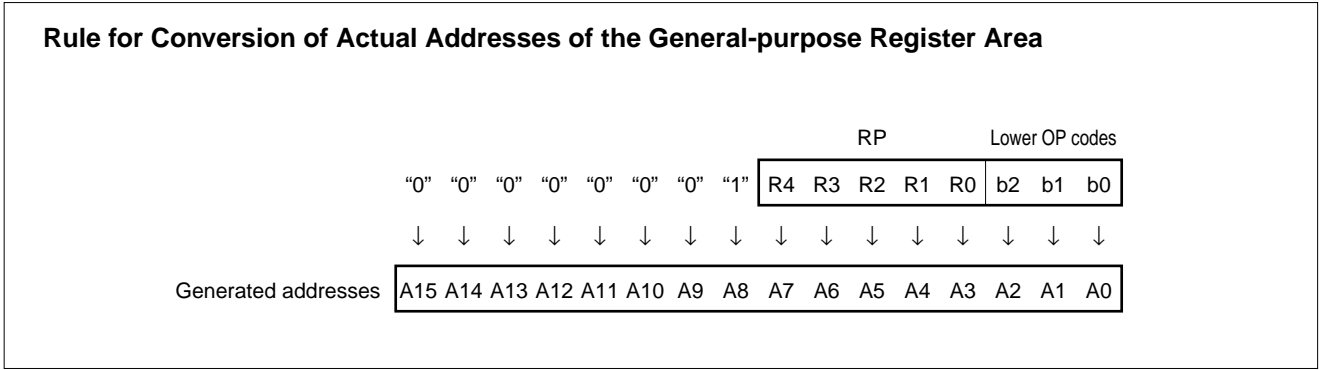 Rule for Conversion of Actual Addresses of the General-purpose Register Area
RP Lower OP codes
“0” “0” “0” “0” “0” “0” “0” “1” R4 R3 R2 R1 R0 b2 b1 b0
↓ ↓ ↓ ↓ ↓ ↓ ↓ ↓ ↓ ↓ ↓ ↓ ↓ ↓ ↓ ↓
Generated addresses A15 A14 A13 A12 A11 A10 A9 A8 A7 A6 A5 A4 A3 A2 A1 A0